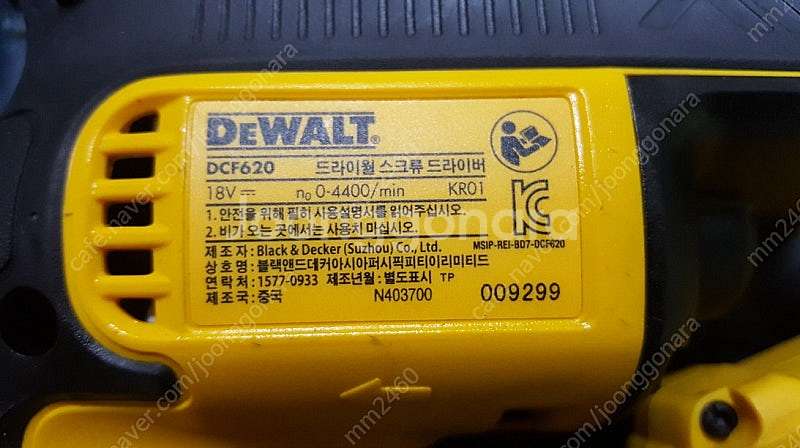 DEWALT®
DCF620 드라이월 스크류 드라이버
18V n₀ 0-4400/min KR01
1. 안전을 위해 필히 사용설명서를 읽어주십시오.
2. 비가 오는 곳에서는 사용치 마십시오.
MSIP-REI-BD7-DCF620
제 조 자 : Black & Decker (Suzhou) Co., Ltd.
상 호 명 : 블랙앤드데커아시아퍼시픽피티이리미티드
연 락 처 : 1577-0933 제조년월 : 별도표시 TP
제 조 국 : 중국 N403700 009299
joonggonara
cafe.naver.com/joonggonara
mm2460